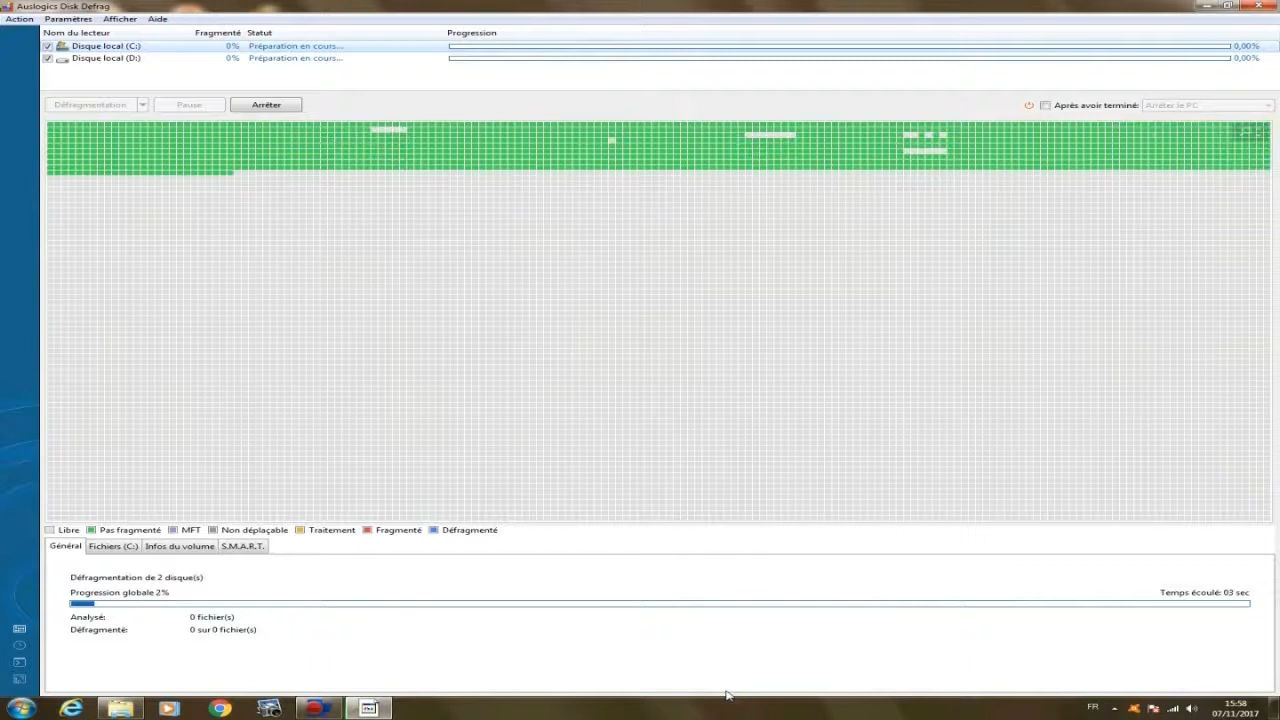 Auslogics Disk Defrag
Action Paramètres Afficher Aide
Nom du lecteur Fragmenté Statut Progression
Disque local (C:) 0% Préparation en cours... 0,00%
Disque local (D:) 0% Préparation en cours... 0,00%
Défragmentation Pause Arrêter Après avoir terminé: Arrêter le PC
Libre Pas fragmenté MFT Non déplaçable Traitement Fragmenté Défragmenté
Général Fichiers (C:) Infos du volume S.M.A.R.T.
Défragmentation de 2 disque(s)
Progression globale 2% Temps écoulé: 03 sec
Analysé: 0 fichier(s)
Défragmenté: 0 sur 0 fichier(s)
FR 15:58
07/11/2017